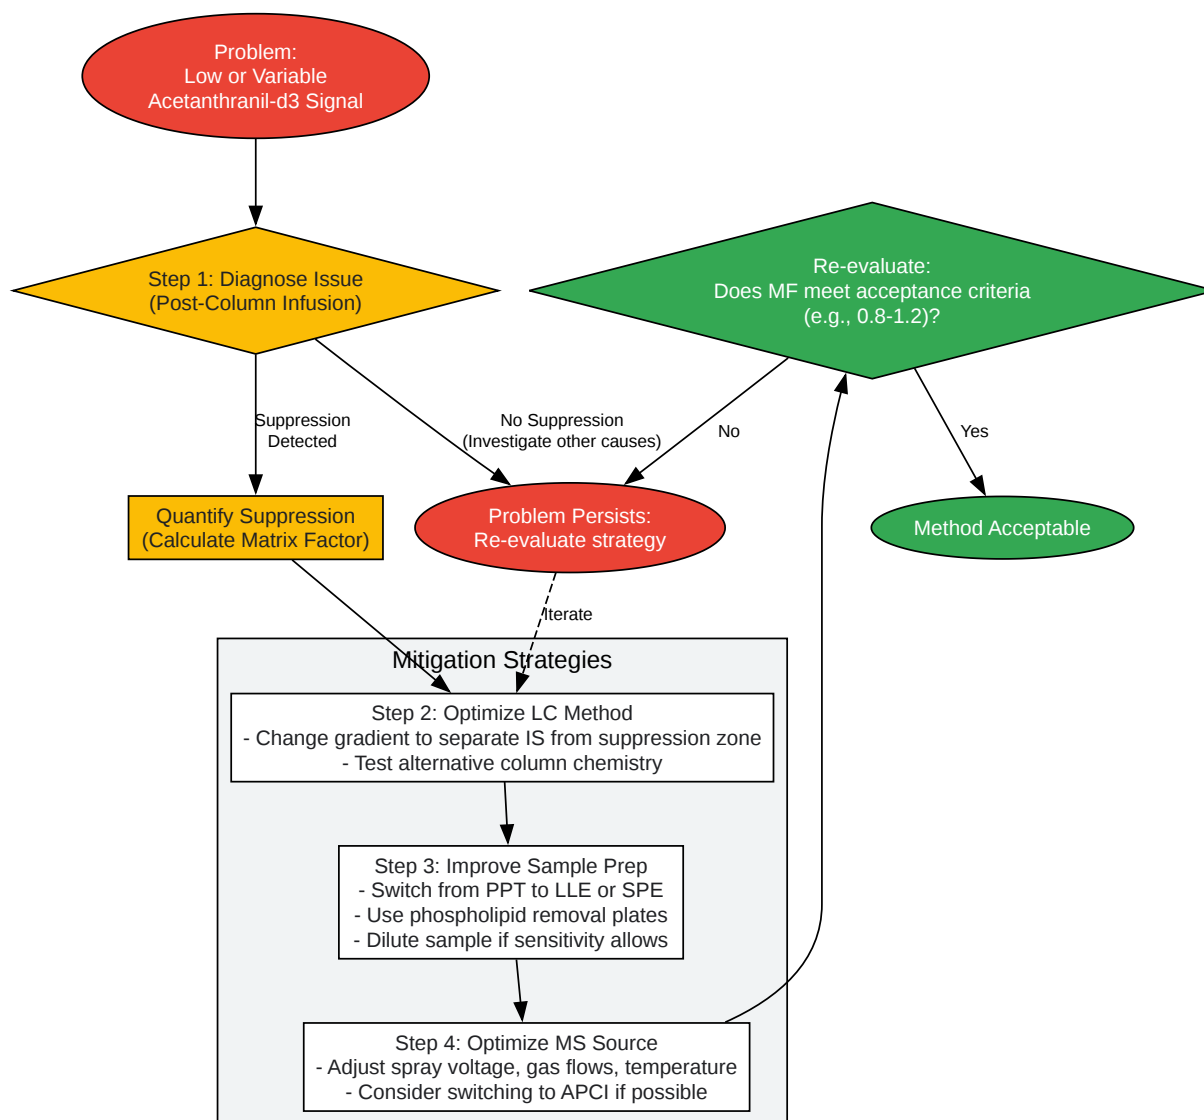 Problem:
Low or Variable
Acetanthranil-d3 Signal
Step 1: Diagnose Issue
(Post-Column Infusion)
Re-evaluate:
Does MF meet acceptance criteria
(e.g., 0.8-1.2)?
Suppression
Detected
No Suppression
(Investigate other causes)
No
Yes
Quantify Suppression
(Calculate Matrix Factor)
Problem Persists:
Re-evaluate strategy
Method Acceptable
Iterate
Mitigation Strategies
Step 2: Optimize LC Method
- Change gradient to separate IS from suppression zone
- Test alternative column chemistry
Step 3: Improve Sample Prep
- Switch from PPT to LLE or SPE
- Use phospholipid removal plates
- Dilute sample if sensitivity allows
Step 4: Optimize MS Source
- Adjust spray voltage, gas flows, temperature
- Consider switching to APCI if possible